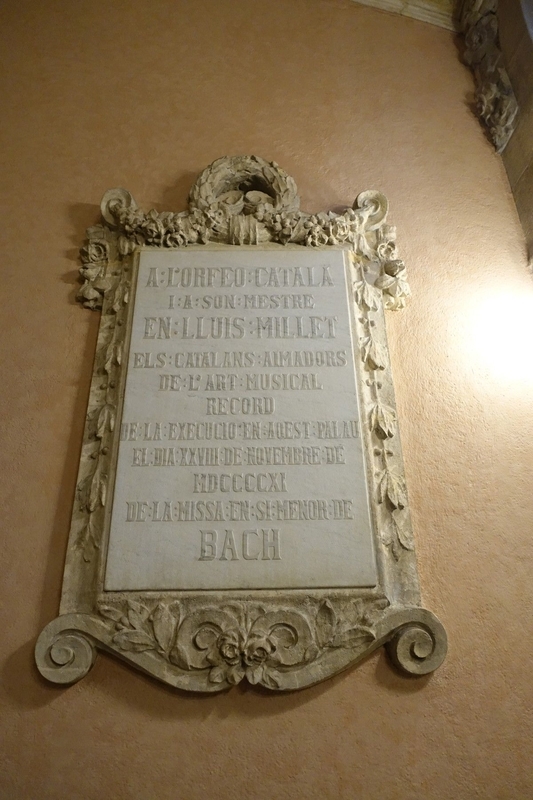 A:L'ORFEO:CATALÁ
I:A:SON:MESTRE
EN:LLUIS:MILLET
ELS:CATALANS:AIMADORS
DE:L'ART:MUSICAL
RECORD
DE·LA·EXECUCIO·EN·AQEST·PALAU
EL·DIA·XXVIII·DE·NOVEMBRE·DE
MDCCCCXI
DE·LA·MISSA·EN·SI·MENOR·DE
BACH